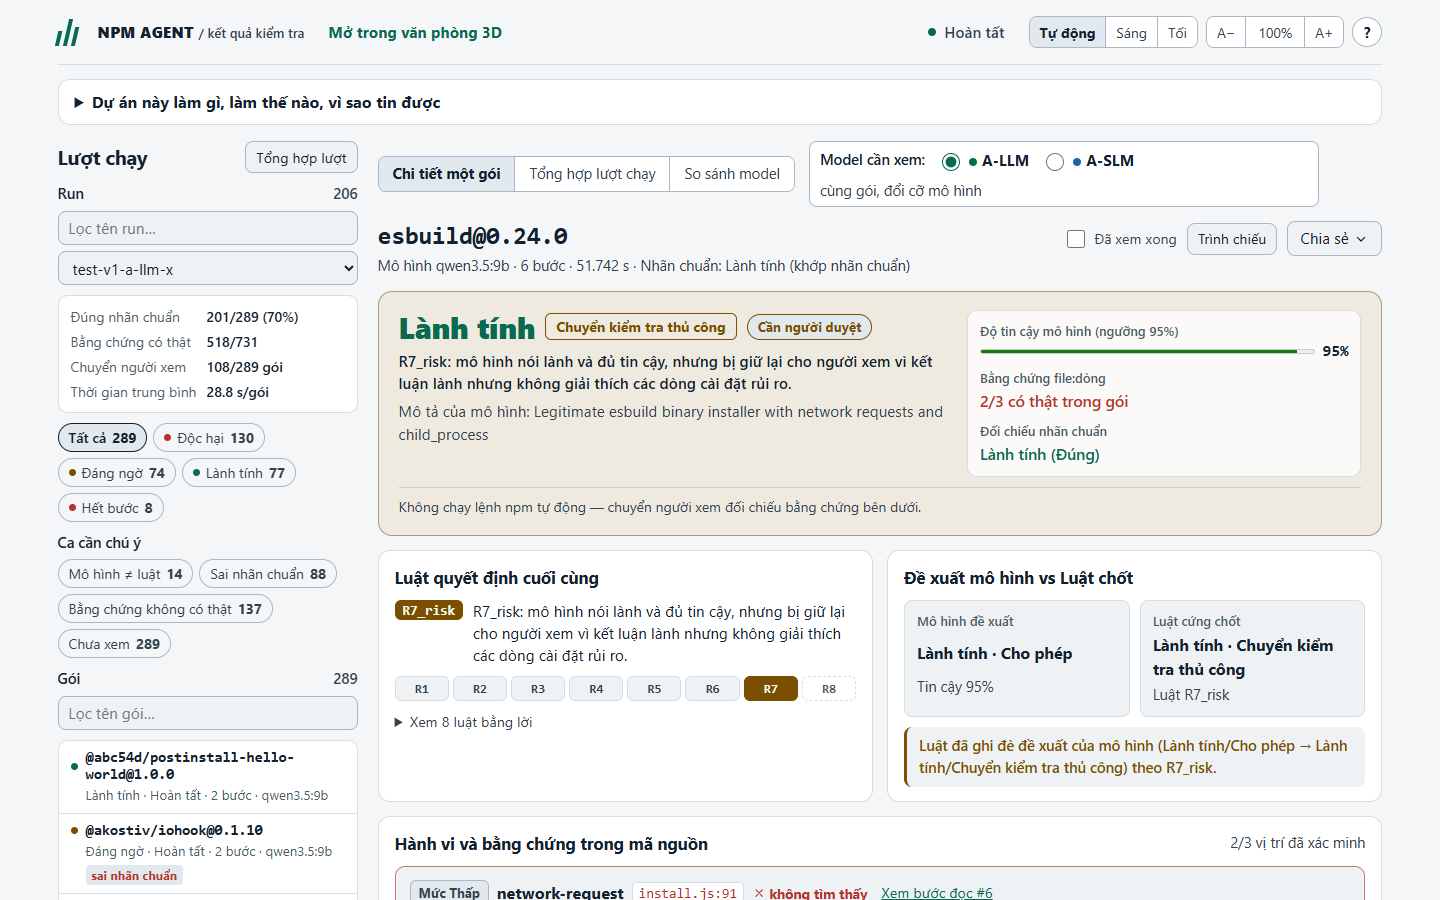 NPM AGENT / kết quả kiểm tra
Mở trong văn phòng 3D
Hoàn tất
Tự động
Sáng
Tối
A−
100%
A+
?
▶ Dự án này làm gì, làm thế nào, vì sao tin được
Lượt chạy
Tổng hợp lượt
Run
206
Lọc tên run...
test-v1-a-llm-x
Đúng nhãn chuẩn 201/289 (70%)
Bằng chứng có thật 518/731
Chuyển người xem 108/289 gói
Thời gian trung bình 28.8 s/gói
Tất cả 289
Độc hại 130
Đáng ngờ 74
Lành tính 77
Hết bước 8
Ca cần chú ý
Mô hình ≠ luật 14
Sai nhãn chuẩn 88
Bằng chứng không có thật 137
Chưa xem 289
Gói
289
Lọc tên gói...
@abc54d/postinstall-hello-
world@1.0.0
Lành tính · Hoàn tất · 2 bước · qwen3.5:9b
@akostiv/iohook@0.1.10
Đáng ngờ · Hoàn tất · 2 bước · qwen3.5:9b
sai nhãn chuẩn
Chi tiết một gói
Tổng hợp lượt chạy
So sánh model
Model cần xem:
A-LLM
A-SLM
cùng gói, đổi cỡ mô hình
esbuild@0.24.0
Đã xem xong
Trình chiếu
Chia sẻ
Mô hình qwen3.5:9b · 6 bước · 51.742 s · Nhãn chuẩn: Lành tính (khớp nhãn chuẩn)
Lành tính
Chuyển kiểm tra thủ công
Cần người duyệt
R7_risk: mô hình nói lành và đủ tin cậy, nhưng bị giữ lại cho người xem vì kết
luận lành nhưng không giải thích các dòng cài đặt rủi ro.
Mô tả của mô hình: Legitimate esbuild binary installer with network requests and
child_process
Độ tin cậy mô hình (ngưỡng 95%)
95%
Bằng chứng file:dòng
2/3 có thật trong gói
Đối chiếu nhãn chuẩn
Lành tính (Đúng)
Không chạy lệnh npm tự động — chuyển người xem đối chiếu bằng chứng bên dưới.
Luật quyết định cuối cùng
R7_risk
R7_risk: mô hình nói lành và đủ tin cậy, nhưng bị giữ lại
cho người xem vì kết luận lành nhưng không giải thích
các dòng cài đặt rủi ro.
R1 R2 R3 R4 R5 R6 R7 R8
▶ Xem 8 luật bằng lời
Đề xuất mô hình vs Luật chốt
Mô hình đề xuất
Lành tính · Cho phép
Tin cậy 95%
Luật cứng chốt
Lành tính · Chuyển kiểm
tra thủ công
Luật R7_risk
Luật đã ghi đè đề xuất của mô hình (Lành tính/Cho phép → Lành
tính/Chuyển kiểm tra thủ công) theo R7_risk.
Hành vi và bằng chứng trong mã nguồn
2/3 vị trí đã xác minh
Mức Thấp
network-request
install.js:91
✕ không tìm thấy
Xem bước đọc #6